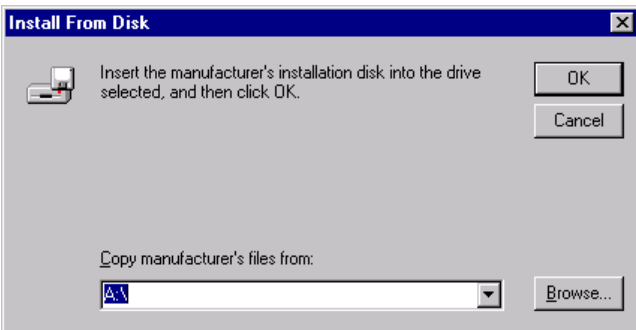 Install From Disk
Insert the manufacturer's installation disk into the drive
selected, and then click OK.
OK
Cancel
Copy manufacturer's files from:
A:\
Browse...